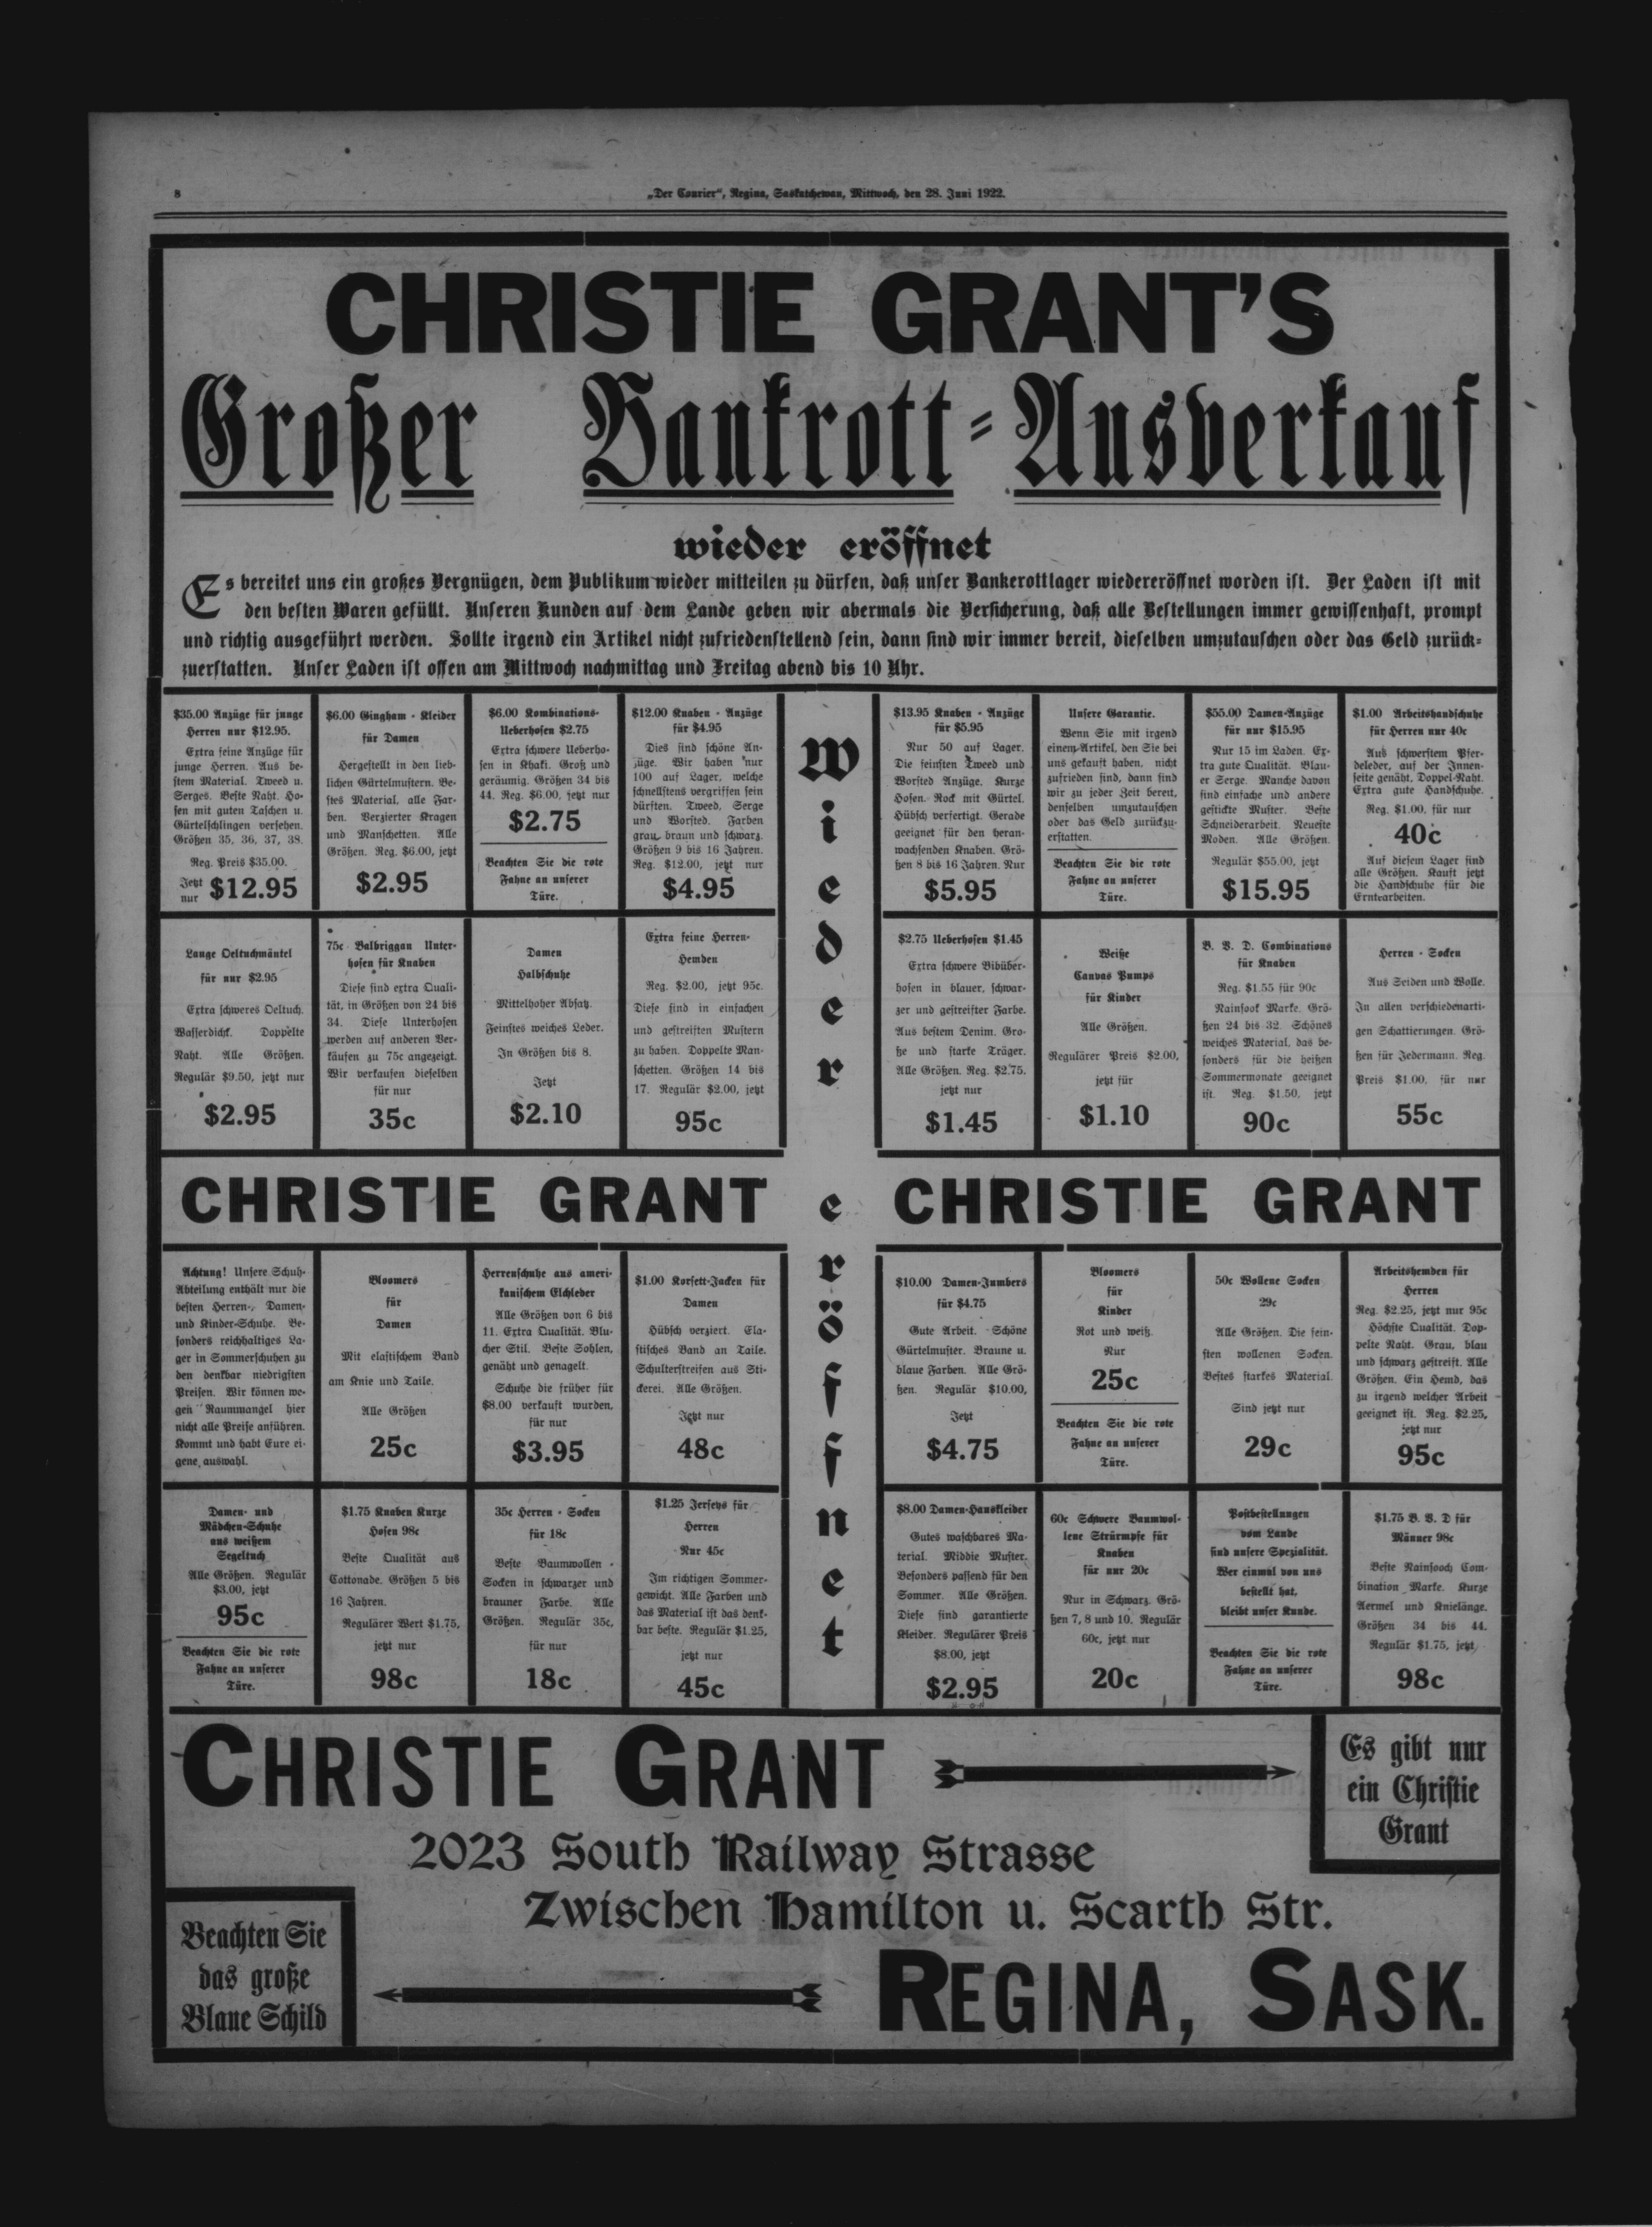 8
„Der Courier“, Regina, Saskatchewan, Mittwoch, den 28. Juni 1922.
CHRISTIE GRANT'S
Großer Bankrott-Ausverkauf
wieder eröffnet
Es bereitet uns ein großes Vergnügen, dem Publikum wieder mitteilen zu dürfen, daß unser Bankerottlager wiedereröffnet worden ist. Der Laden ist mit
den besten Waren gefüllt. Unseren Kunden auf dem Lande geben wir abermals die Versicherung, daß alle Bestellungen immer gewissenhaft, prompt
und richtig ausgeführt werden. Sollte irgend ein Artikel nicht zufriedenstellend sein, dann sind wir immer bereit, dieselben umzutauschen oder das Geld zurück-
zuerstatten. Unser Laden ist offen am Mittwoch nachmittag und Freitag abend bis 10 Uhr.
$35.00 Anzüge für junge
Herren nur $12.95.
Extra feine Anzüge für
junge Herren. Aus be-
stem Material. Tweed u.
Serges. Beste Naht. Ho-
sen mit guten Taschen u.
Gürtelschlingen versehen.
Größen 35, 36, 37, 38.
Reg. Preis $35.00.
Jetzt
nur $12.95
$6.00 Gingham - Kleider
für Damen
Hergestellt in den lieb-
lichen Gürtelmustern. Be-
stes Material, alle Far-
ben. Verzierter Kragen
und Manschetten. Alle
Größen. Reg. $6.00, jetzt
$2.95
$6.00 Kombinations-
Ueberhosen $2.75
Extra schwere Ueberho-
sen in Khaki. Groß und
geräumig. Größen 34 bis
44. Reg. $6.00, jetzt nur
$2.75
Beachten Sie die rote
Fahne an unserer
Türe.
$12.00 Knaben - Anzüge
für $4.95
Dies sind schöne An-
züge. Wir haben nur
100 auf Lager, welche
schnellstens vergriffen sein
dürften. Tweed, Serge
und Worsted. Farben
grau, braun und schwarz.
Größen 9 bis 16 Jahren.
Reg. $12.00, jetzt nur
$4.95
Wieder
$13.95 Knaben - Anzüge
für $5.95
Nur 50 auf Lager.
Die feinsten Tweed und
Worsted Anzüge. Kurze
Hosen. Rock mit Gürtel.
Hübsch verfertigt. Gerade
geeignet für den heran-
wachsenden Knaben. Grö-
ßen 8 bis 16 Jahren. Nur
$5.95
Unsere Garantie.
Wenn Sie mit irgend
einem Artikel, den Sie bei
uns gekauft haben, nicht
zufrieden sind, dann sind
wir zu jeder Zeit bereit,
denselben umzutauschen
oder das Geld zurückzu-
erstatten.
Beachten Sie die rote
Fahne an unserer
Türe.
$55.00 Damen-Anzüge
für nur $15.95
Nur 15 im Laden. Ex-
tra gute Qualität. Blau-
er Serge. Manche davon
sind einfache und andere
gestickte Muster. Beste
Schneiderarbeit. Neueste
Moden. Alle Größen.
Regulär $55.00, jetzt
$15.95
$1.00 Arbeitshandschuhe
für Herren nur 40c
Aus schwerstem Pfer-
deleder, auf der Innen-
seite genäht, Doppel-Naht.
Extra gute Handschuhe.
Reg. $1.00, für nur
40c
Auf diesem Lager sind
alle Größen. Kauft jetzt
die Handschuhe für die
Erntearbeiten.
Lange Oeltuchmäntel
für nur $2.95
Extra schweres Oeltuch.
Wasserdicht. Doppelte
Naht. Alle Größen.
Regulär $9.50, jetzt nur
$2.95
75c Balbriggan Unter-
hosen für Knaben
Diese sind extra Quali-
tät, in Größen von 24 bis
34. Diese Unterhosen
werden auf anderen Ver-
käufen zu 75c angezeigt.
Wir verkaufen dieselben
für nur
35c
Damen
Halbschuhe
Mittelhoher Absatz.
Feinstes weiches Leder.
In Größen bis 8.
Jetzt
$2.10
Extra feine Herren-
Hemden
Reg. $2.00, jetzt 95c.
Diese sind in einfachen
und gestreiften Mustern
zu haben. Doppelte Man-
schetten. Größen 14 bis
17. Regulär $2.00, jetzt
95c
$2.75 Ueberhosen $1.45
Extra schwere Bibüber-
hosen in blauer, schwar-
zer und gestreifter Farbe.
Aus bestem Denim. Gro-
ße und starke Träger.
Alle Größen. Reg. $2.75.
jetzt nur
$1.45
Weiße
Canvas Pumps
für Kinder
Alle Größen.
Regulärer Preis $2.00,
jetzt für
$1.10
B. V. D. Combinations
für Knaben
Reg. $1.55 für 90c
Nainsook Marke. Grö-
ßen 24 bis 32. Schönes
weiches Material, das be-
sonders für die heißen
Sommermonate geeignet
ist. Reg. $1.50, jetzt
90c
Herren - Socken
Aus Seiden und Wolle.
In allen verschiedenarti-
gen Schattierungen. Grö-
ßen für Jedermann. Reg.
Preis $1.00, für nur
55c
CHRISTIE GRANT
CHRISTIE GRANT
eröffnet
Achtung! Unsere Schuh-
Abteilung enthält nur die
besten Herren-, Damen-
und Kinder-Schuhe. Be-
sonders reichhaltiges La-
ger in Sommerschuhen zu
den denkbar niedrigsten
Preisen. Wir können we-
gen Raummangel hier
nicht alle Preise anführen.
Kommt und habt Eure ei-
gene auswahl.
Bloomers
für
Damen
Mit elastischem Band
am Knie und Taile.
Alle Größen
25c
Herrenschuhe aus ameri-
kanischem Elchleder
Alle Größen von 6 bis
11. Extra Qualität. Blu-
cher Stil. Beste Sohlen,
genäht und genagelt.
Schuhe die früher für
$8.00 verkauft wurden,
für nur
$3.95
$1.00 Korsett-Jacken für
Damen
Hübsch verziert. Ela-
stisches Band an Taile.
Schulterstreifen aus Sti-
ckerei. Alle Größen.
Jetzt nur
48c
$10.00 Damen-Jumbers
für $4.75
Gute Arbeit. Schöne
Gürtelmuster. Braune u.
blaue Farben. Alle Grö-
ßen. Regulär $10.00,
Jetzt
$4.75
Bloomers
für
Kinder
Rot und weiß.
Nur
25c
Beachten Sie die rote
Fahne an unserer
Türe.
50c Wollene Socken
29c
Alle Größen. Die fein-
sten wollenen Socken.
Bestes starkes Material.
Sind jetzt nur
29c
Arbeitshemden für
Herren
Reg. $2.25, jetzt nur 95c
Höchste Qualität. Dop-
pelte Naht. Grau, blau
und schwarz gestreift. Alle
Größen. Ein Hemd, das
zu irgend welcher Arbeit
geeignet ist. Reg. $2.25,
jetzt nur
95c
Damen- und
Mädchen-Schuhe
aus weißem
Segeltuch
Alle Größen. Regulär
$3.00, jetzt
95c
Beachten Sie die rote
Fahne an unserer
Türe.
$1.75 Knaben Kurze
Hosen 98c
Beste Qualität aus
Cottonade. Größen 5 bis
16 Jahren.
Regulärer Wert $1.75,
jetzt nur
98c
35c Herren - Socken
für 18c
Beste Baumwollen -
Socken in schwarzer und
brauner Farbe. Alle
Größen. Regulär 35c,
für nur
18c
$1.25 Jerseys für
Herren
Nur 45c
Im richtigen Sommer-
gewicht. Alle Farben und
das Material ist das denk-
bar beste. Regulär $1.25,
jetzt nur
45c
$8.00 Damen-Hauskleider
Gutes waschbares Ma-
terial. Middie Muster.
Besonders passend für den
Sommer. Alle Größen.
Diese sind garantierte
Kleider. Regulärer Preis
$8.00, jetzt
$2.95
60c Schwere Baumwol-
lene Strümpfe für
Knaben
für nur 20c
Nur in Schwarz. Grö-
ßen 7, 8 und 10. Regulär
60c, jetzt nur
20c
Postbestellungen
vom Lande
sind unsere Spezialität.
Wer einmal von uns
bestellt hat,
bleibt unser Kunde.
Beachten Sie die rote
Fahne an unserer
Türe.
$1.75 B. V. D für
Männer 98c
Beste Nainsooch Com-
bination Marke. Kurze
Aermel und Knielänge.
Größen 34 bis 44.
Regulär $1.75, jetzt
98c
CHRISTIE GRANT
Es gibt nur
ein Christie
Grant
2023 South Railway Strasse
Zwischen Hamilton u. Scarth Str.
Beachten Sie
das große
Blaue Schild
REGINA, SASK.